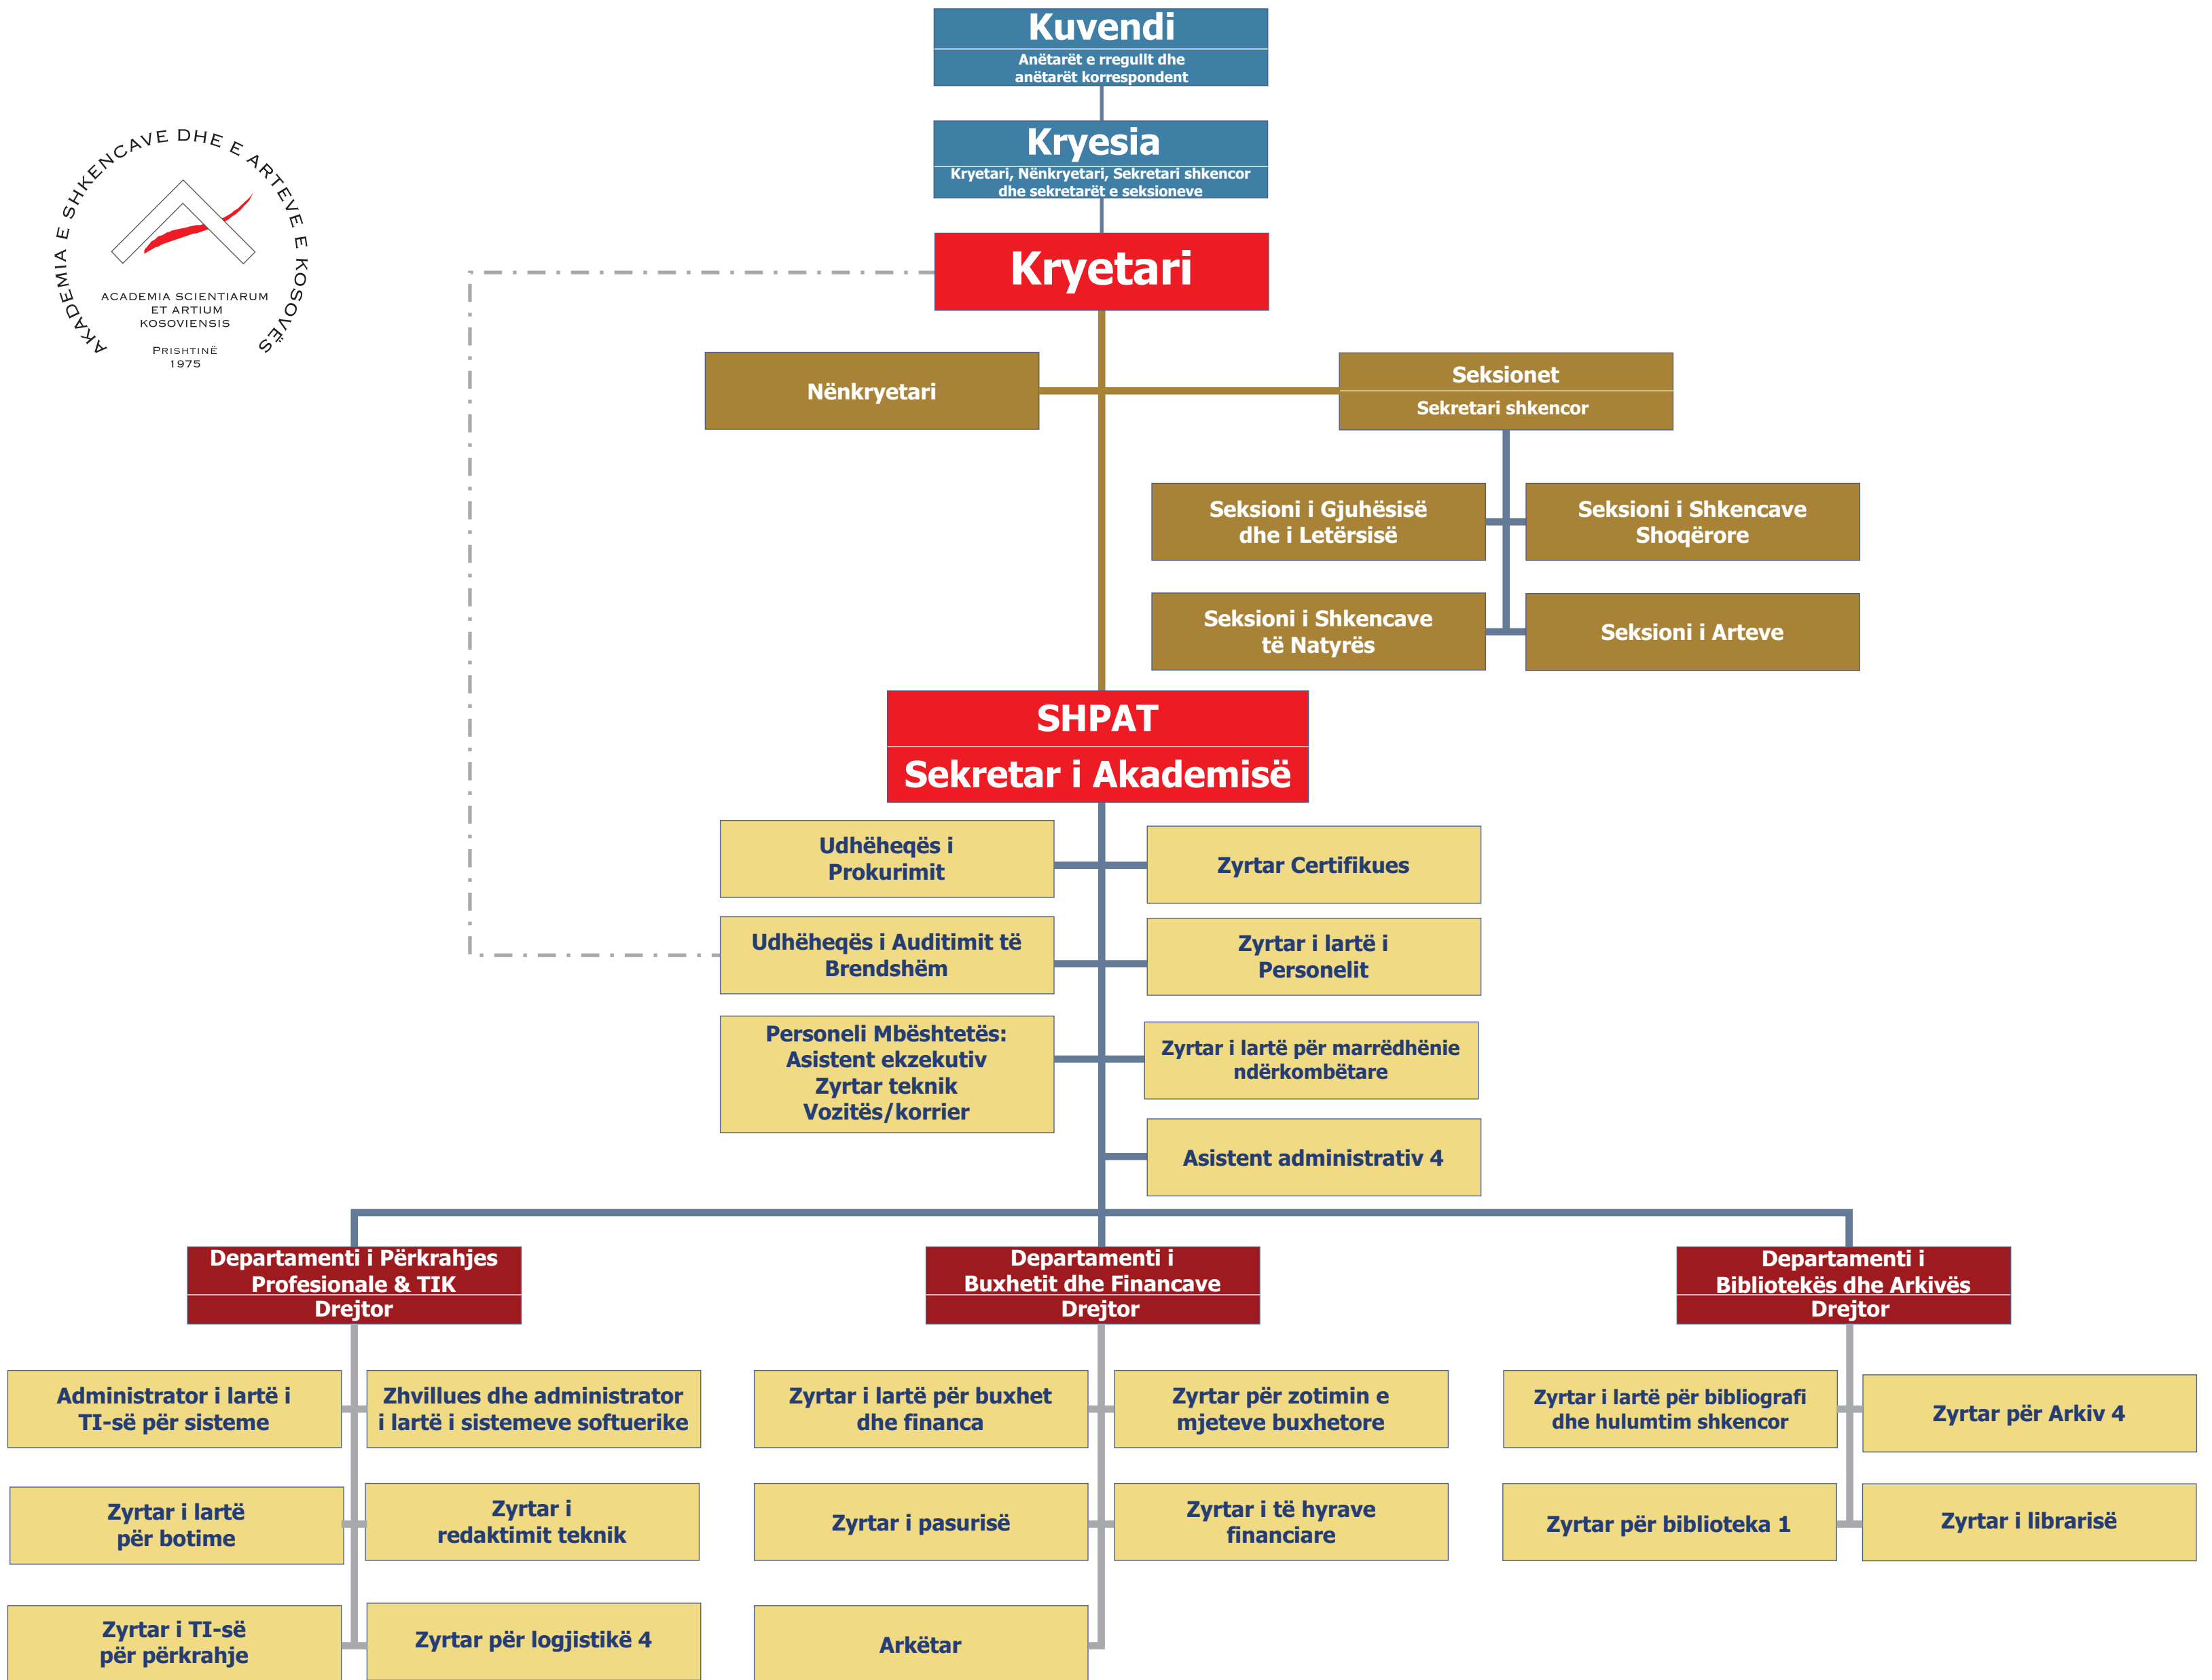 Kuvendi
Anëtarët e rregullt dhe
anëtarët korrespondent
Kryesia
Kryetari, Nënkryetari, Sekretari shkencor
dhe sekretarët e seksioneve
AKADEMIA E SHKENCAVE DHE E ARTEVE E KOSOVËS
ACADEMIA SCIENTIARUM
ET ARTIUM
KOSOVIENSIS
PRISHTINË
1975
Kryetari
Nënkryetari
Seksionet
Sekretari shkencor
Seksioni i Gjuhësisë
dhe i Letërsisë
Seksioni i Shkencave
Shoqërore
Seksioni i Shkencave
të Natyrës
Seksioni i Arteve
SHPAT
Sekretar i Akademisë
Udhëheqës i
Prokurimit
Zyrtar Certifikues
Udhëheqës i Auditimit të
Brendshëm
Zyrtar i lartë i
Personelit
Personeli Mbështetës:
Asistent ekzekutiv
Zyrtar teknik
Vozitës/korrier
Zyrtar i lartë për marrëdhënie
ndërkombëtare
Asistent administrativ 4
Departamenti i Përkrahjes
Profesionale & TIK
Drejtor
Departamenti i
Buxhetit dhe Financave
Drejtor
Departamenti i
Bibliotekës dhe Arkivës
Drejtor
Administrator i lartë i
TI-së për sisteme
Zhvillues dhe administrator
i lartë i sistemeve softuerike
Zyrtar i lartë për buxhet
dhe financa
Zyrtar për zotimin e
mjeteve buxhetore
Zyrtar i lartë për bibliografi
dhe hulumtim shkencor
Zyrtar për Arkiv 4
Zyrtar i lartë
për botime
Zyrtar i
redaktimit teknik
Zyrtar i pasurisë
Zyrtar i të hyrave
financiare
Zyrtar për biblioteka 1
Zyrtar i librarisë
Zyrtar i TI-së
për përkrahje
Zyrtar për logjistikë 4
Arkëtar